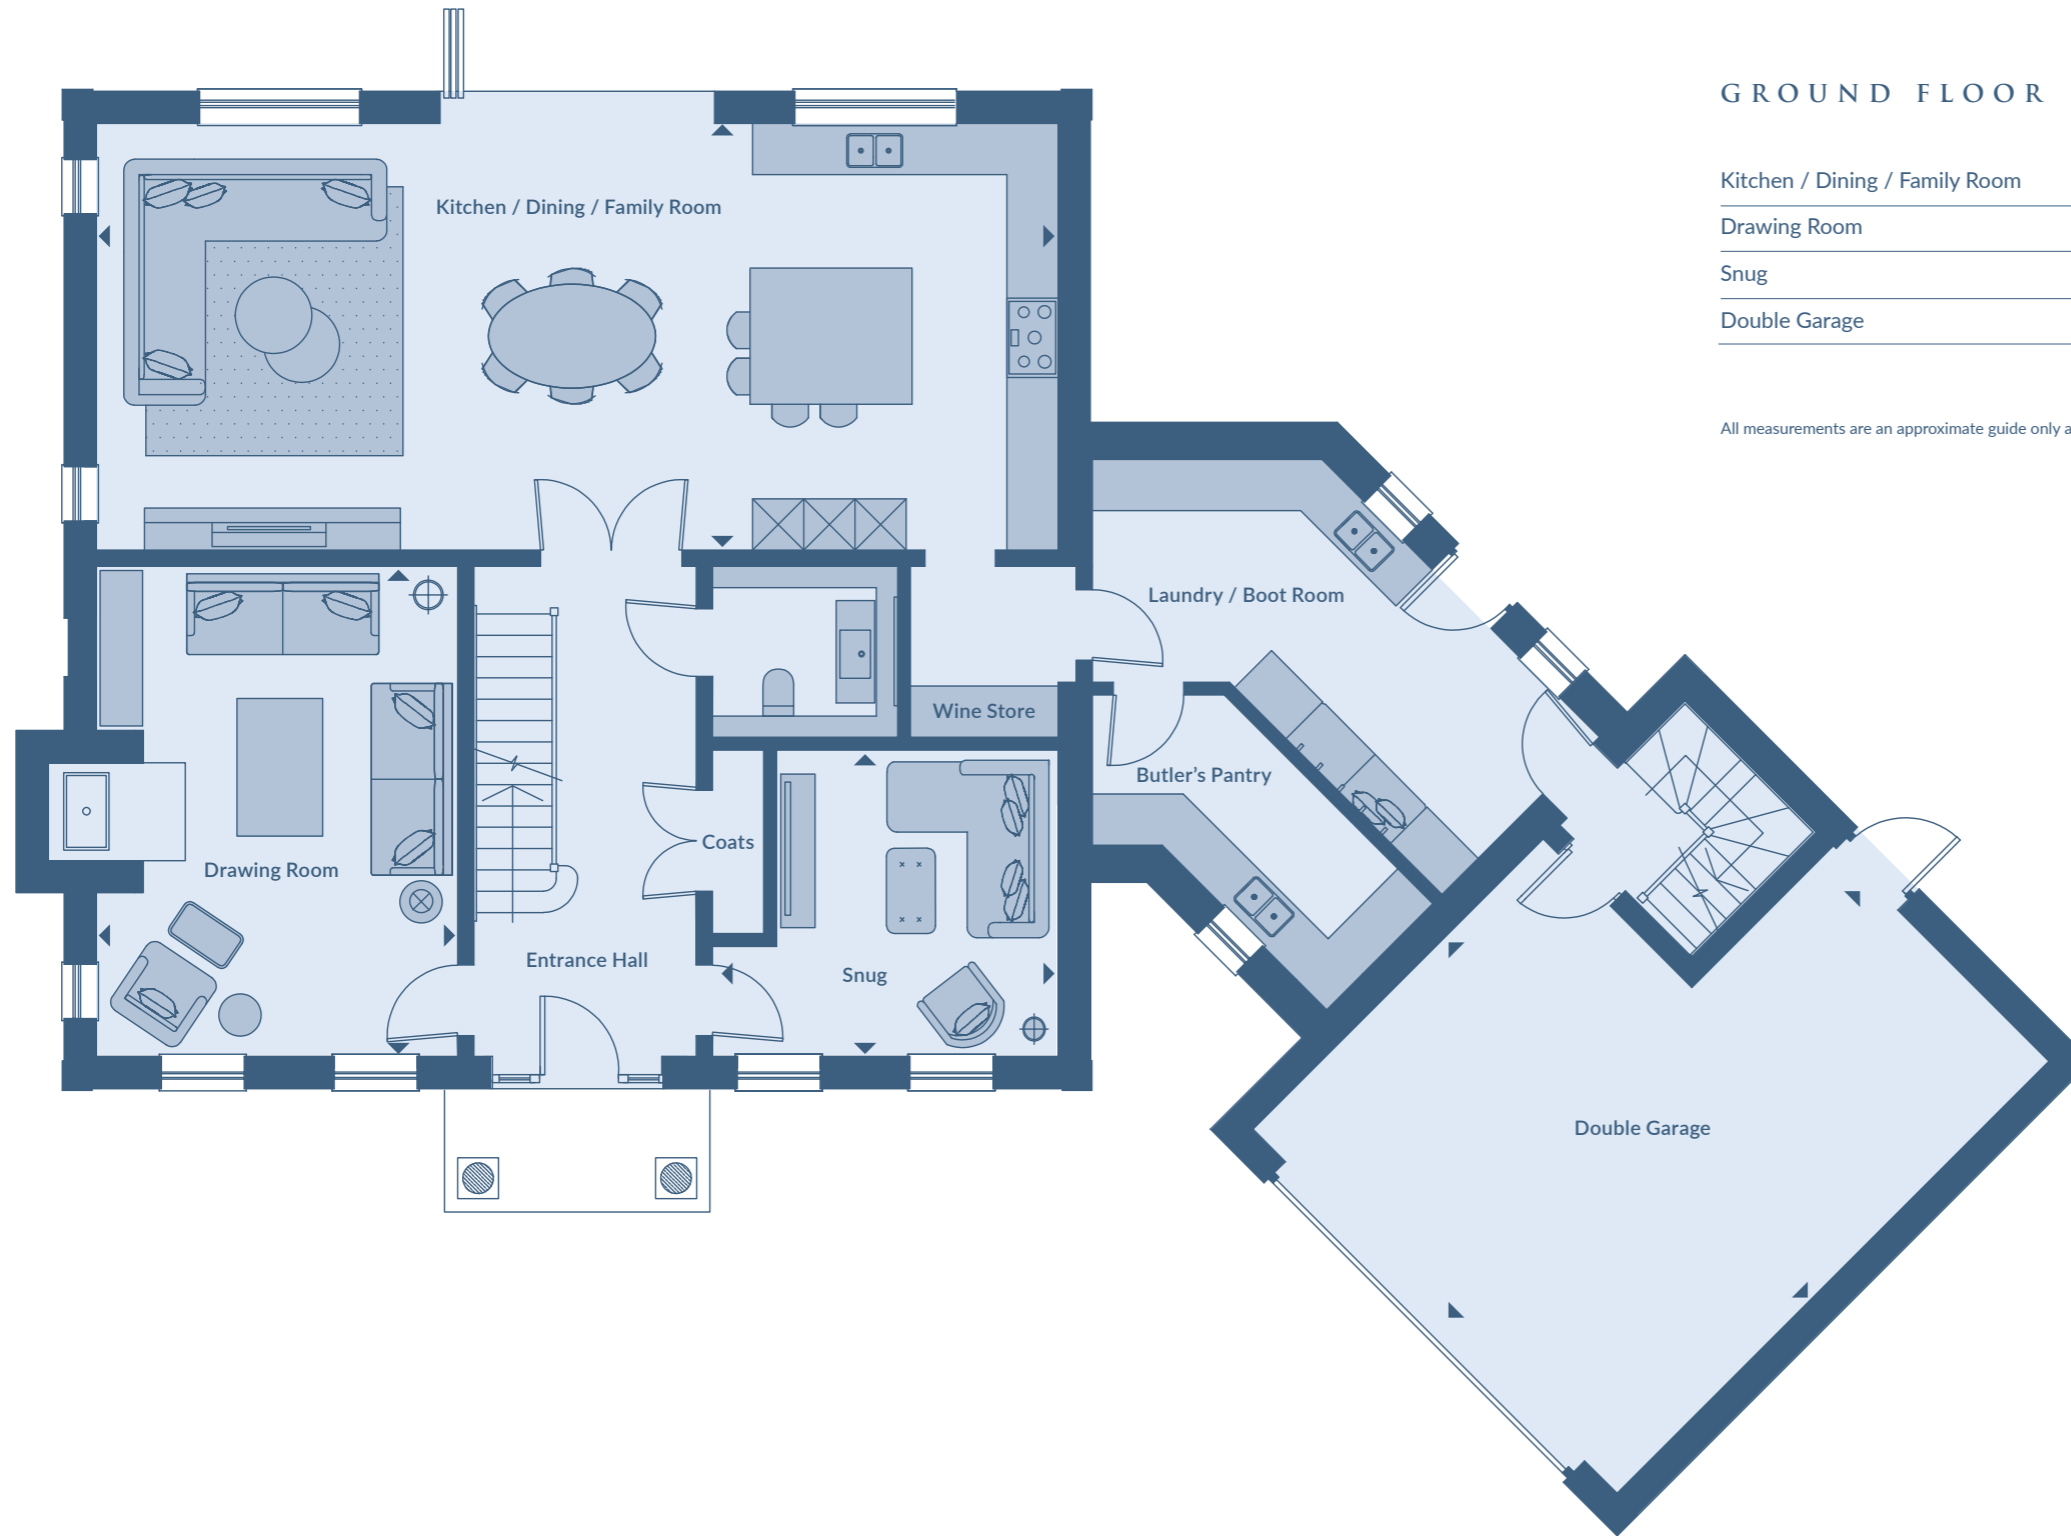 GROUND FLOOR
Kitchen / Dining / Family Room
Drawing Room
Snug
Double Garage
All measurements are an approximate guide only a
Kitchen / Dining / Family Room
Laundry / Boot Room
Wine Store
Butler's Pantry
Coats
Drawing Room
Entrance Hall
Snug
Double Garage